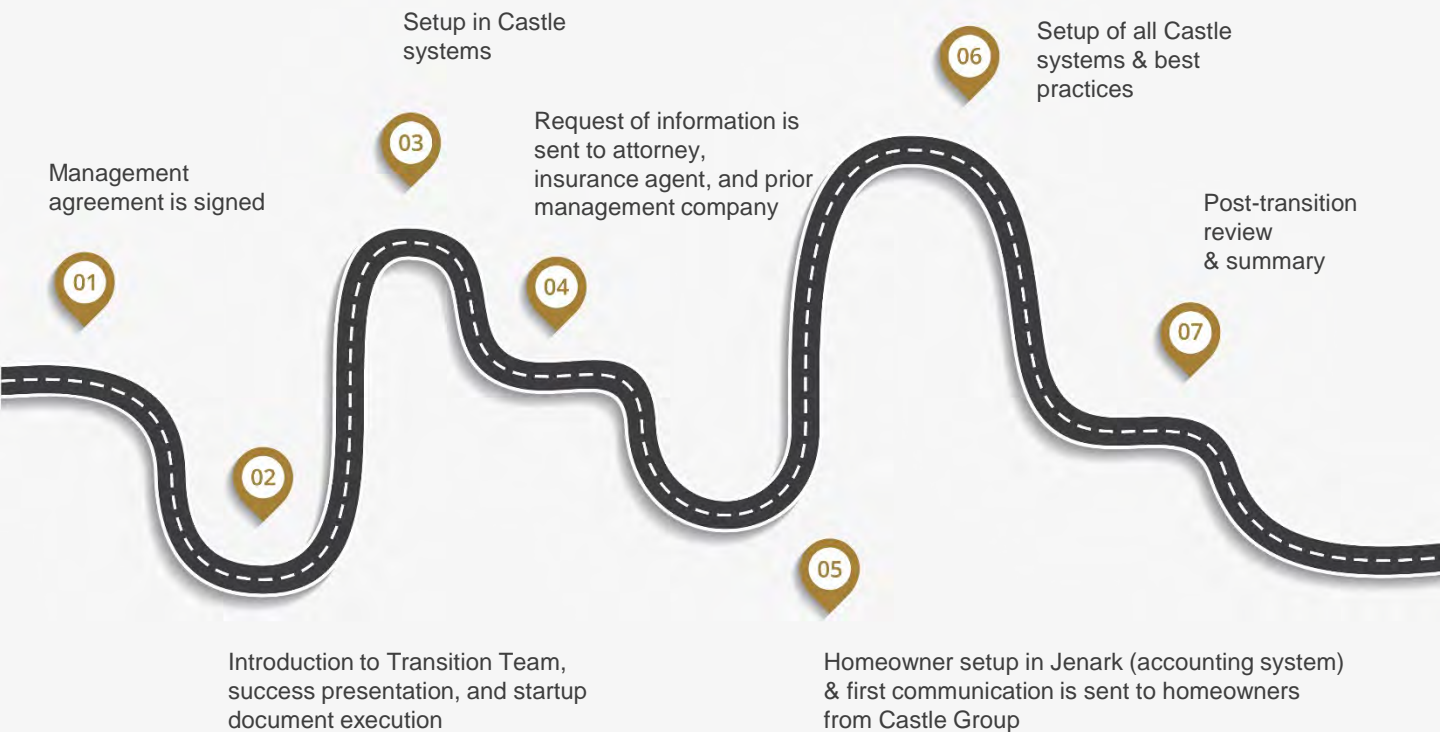 01
Management
agreement is signed
02
Introduction to Transition Team,
success presentation, and startup
document execution
03
Setup in Castle
systems
04
Request of information is
sent to attorney,
insurance agent, and prior
management company
05
Homeowner setup in Jenark (accounting system)
& first communication is sent to homeowners
from Castle Group
06
Setup of all Castle
systems & best
practices
07
Post-transition
review
& summary